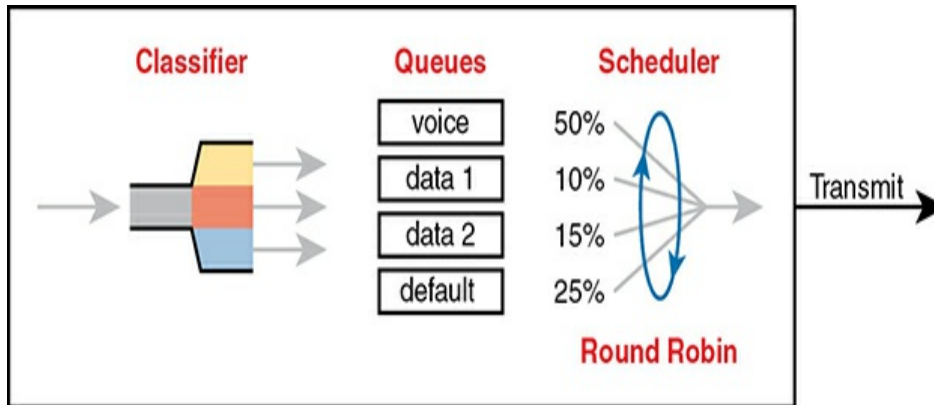 Classifier
Queues
Scheduler
voice
50%
data 1
10%
Transmit
data 2
15%
default
25%
Round Robin